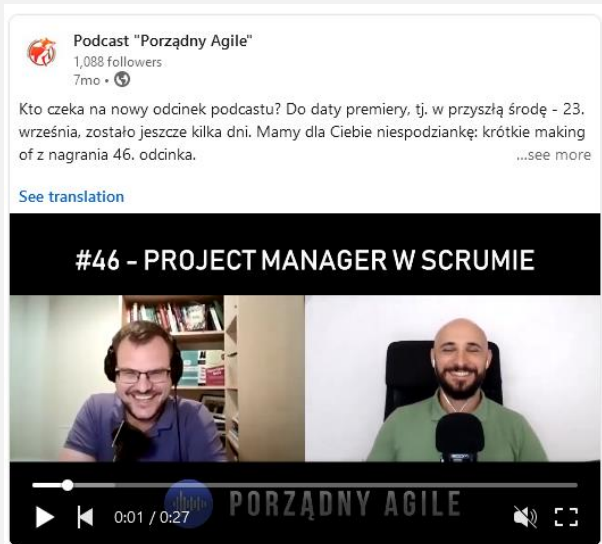 Podcast "Porządny Agile"
1,088 followers
7mo •
Kto czeka na nowy odcinek podcastu? Do daty premiery, tj. w przyszłą środę - 23.
września, zostało jeszcze kilka dni. Mamy dla Ciebie niespodziankę: krótkie making
of z nagrania 46. odcinka. ...see more
See translation
#46 - PROJECT MANAGER W SCRUMIE
PORZĄDNY AGILE
0:01 / 0:27